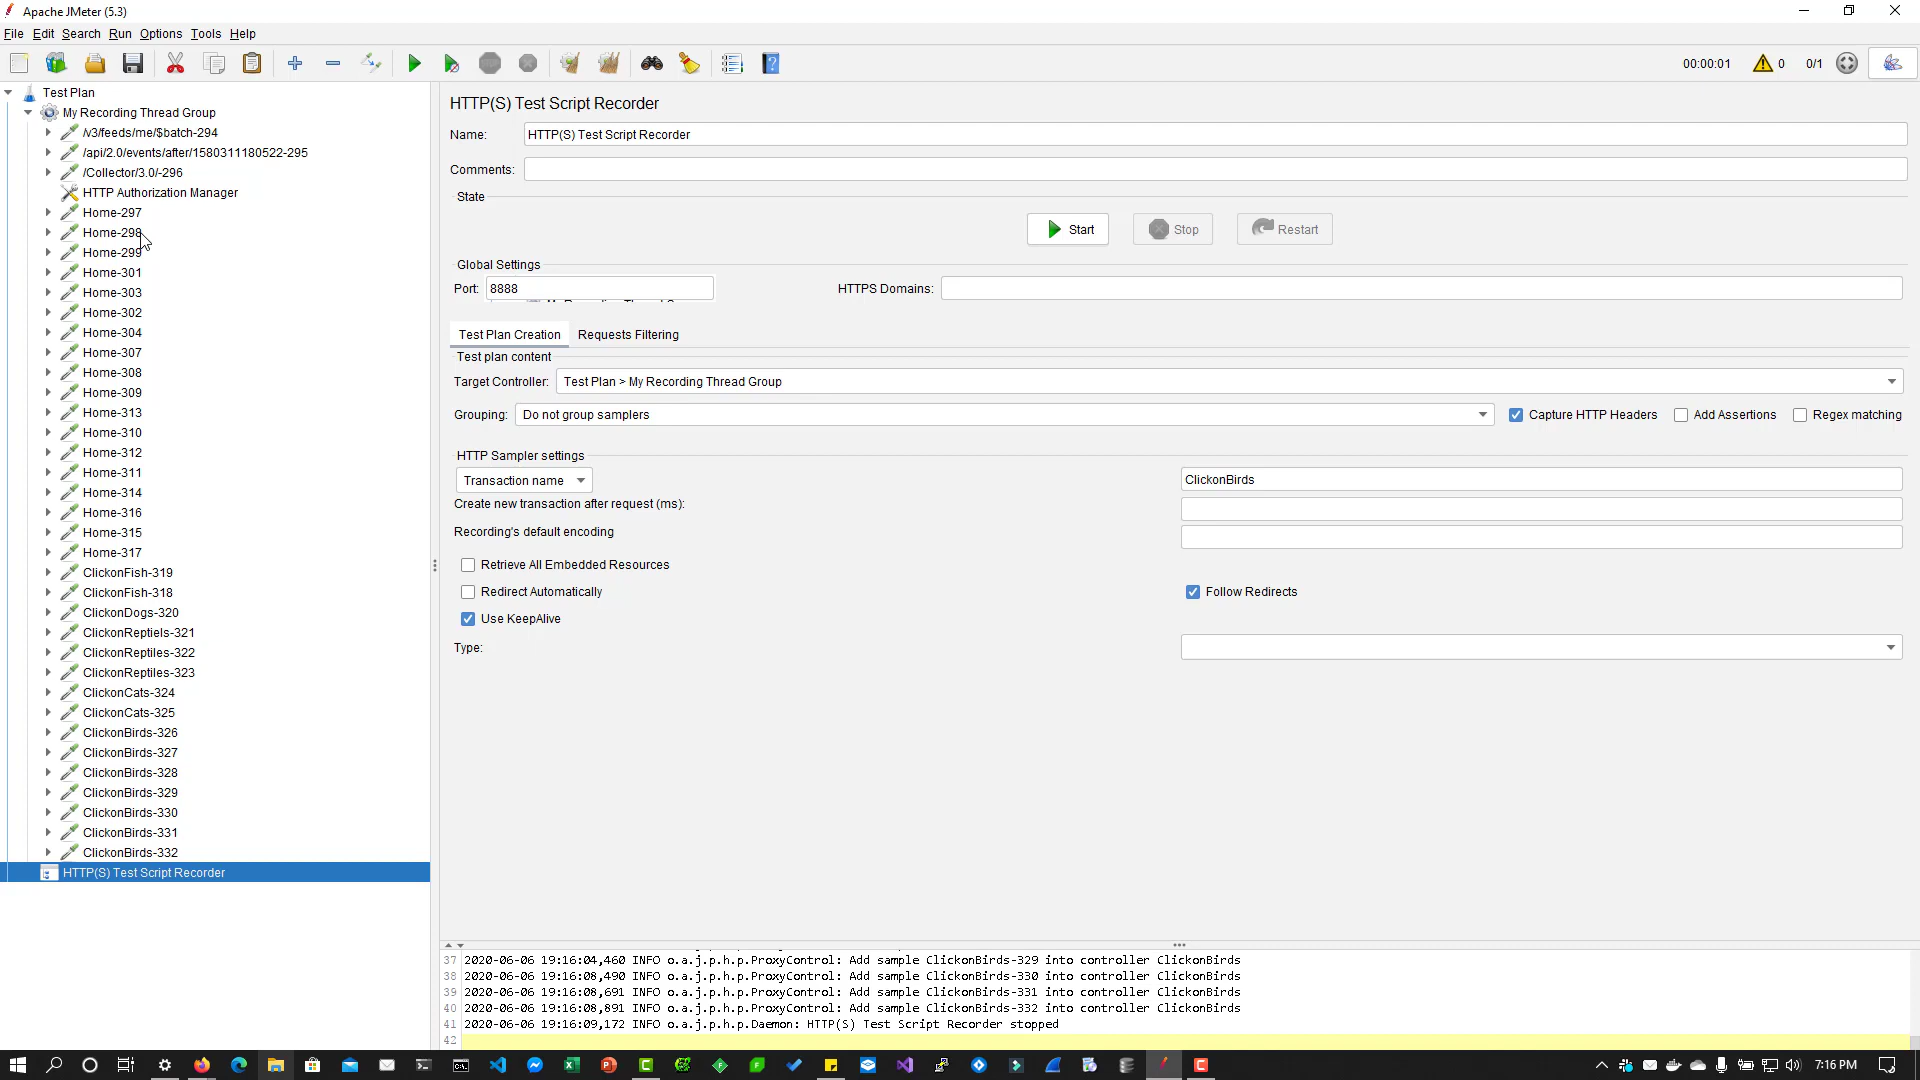 Apache JMeter (5.3)
File Edit Search Run Options Tools Help
00:00:01 0 0/1
Test Plan
My Recording Thread Group
/v3/feeds/me/$batch-294
/api/2.0/events/after/1580311180522-295
/Collector/3.0/-296
HTTP Authorization Manager
Home-297
Home-298
Home-299
Home-301
Home-303
Home-302
Home-304
Home-307
Home-308
Home-309
Home-313
Home-310
Home-312
Home-311
Home-314
Home-316
Home-315
Home-317
ClickonFish-319
ClickonFish-318
ClickonDogs-320
ClickonReptiels-321
ClickonReptiles-322
ClickonReptiles-323
ClickonCats-324
ClickonCats-325
ClickonBirds-326
ClickonBirds-327
ClickonBirds-328
ClickonBirds-329
ClickonBirds-330
ClickonBirds-331
ClickonBirds-332
HTTP(S) Test Script Recorder
HTTP(S) Test Script Recorder
Name: HTTP(S) Test Script Recorder
Comments:
State
Start Stop Restart
Global Settings
Port: 8888 HTTPS Domains:
Test Plan Creation Requests Filtering
Test plan content
Target Controller: Test Plan > My Recording Thread Group
Grouping: Do not group samplers Capture HTTP Headers Add Assertions Regex matching
HTTP Sampler settings
Transaction name ClickonBirds
Create new transaction after request (ms):
Recording's default encoding
Retrieve All Embedded Resources
Redirect Automatically Follow Redirects
Use KeepAlive
Type:
37 2020-06-06 19:16:04,460 INFO o.a.j.p.h.p.ProxyControl: Add sample ClickonBirds-329 into controller ClickonBirds
38 2020-06-06 19:16:08,490 INFO o.a.j.p.h.p.ProxyControl: Add sample ClickonBirds-330 into controller ClickonBirds
39 2020-06-06 19:16:08,691 INFO o.a.j.p.h.p.ProxyControl: Add sample ClickonBirds-331 into controller ClickonBirds
40 2020-06-06 19:16:08,891 INFO o.a.j.p.h.p.ProxyControl: Add sample ClickonBirds-332 into controller ClickonBirds
41 2020-06-06 19:16:09,172 INFO o.a.j.p.h.p.Daemon: HTTP(S) Test Script Recorder stopped
42
7:16 PM